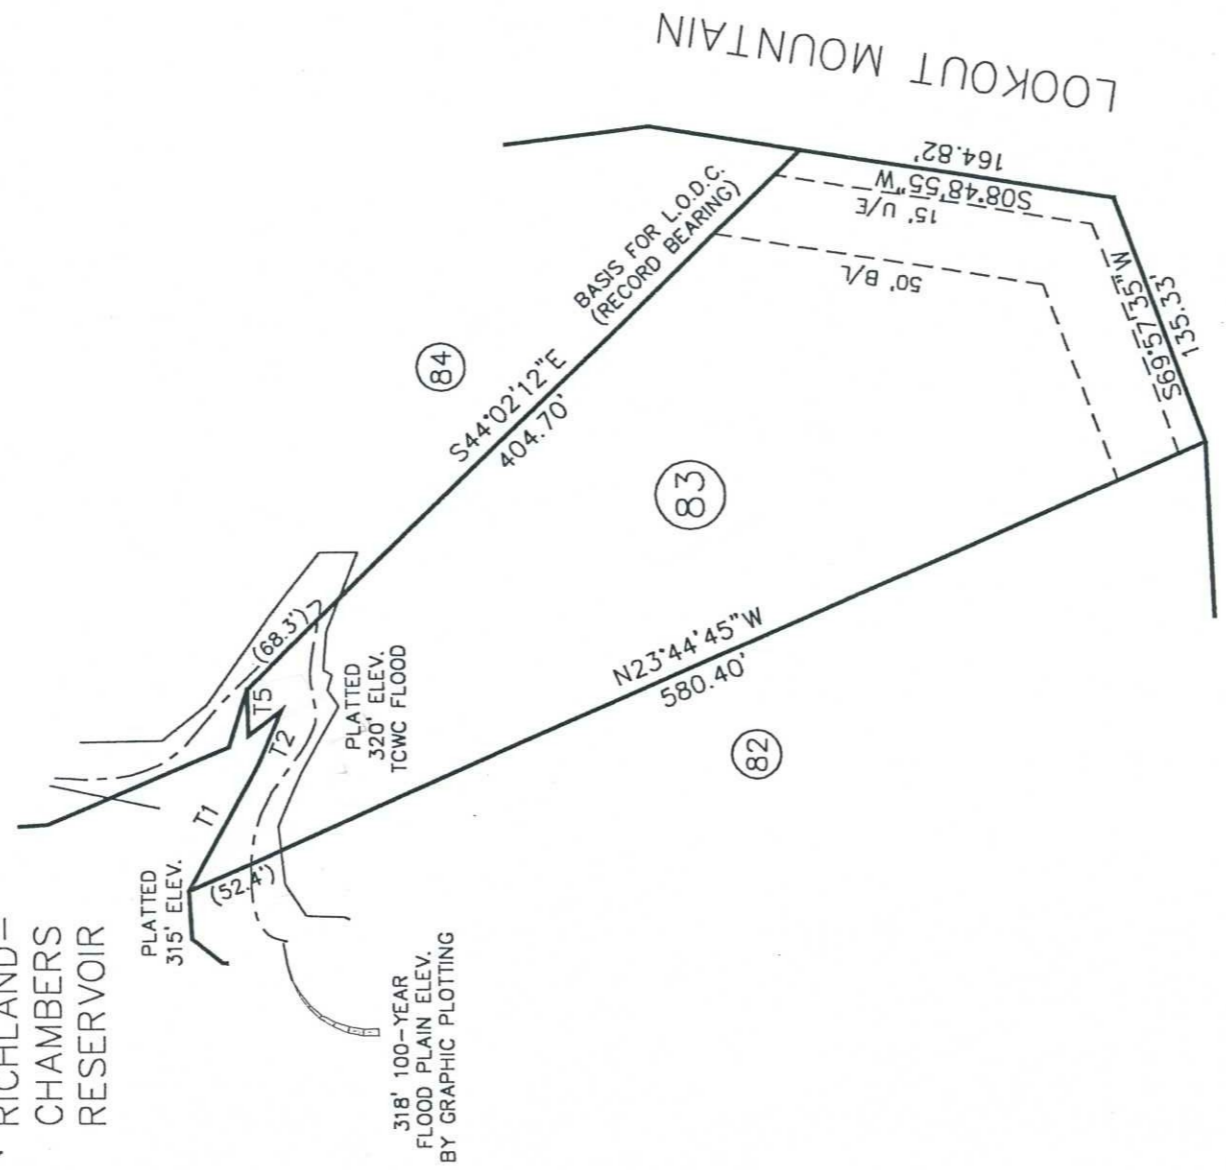 LOOKOUT MOUNTAIN
164.82'
S08°48'55"W
15' U/E
50' B/L
BASIS FOR L.O.D.C.
(RECORD BEARING)
84
S44°02'12"E
404.70'
S69°57'35"W
135.33'
83
(68.3')
T5
T2
T1
PLATTED
320' ELEV.
TCWC FLOOD
N23°44'45"W
580.40'
82
PLATTED
315' ELEV.
(52.4')
RICHLAND-
CHAMBERS
RESERVOIR
318' 100-YEAR
FLOOD PLAIN ELEV.
BY GRAPHIC PLOTTING